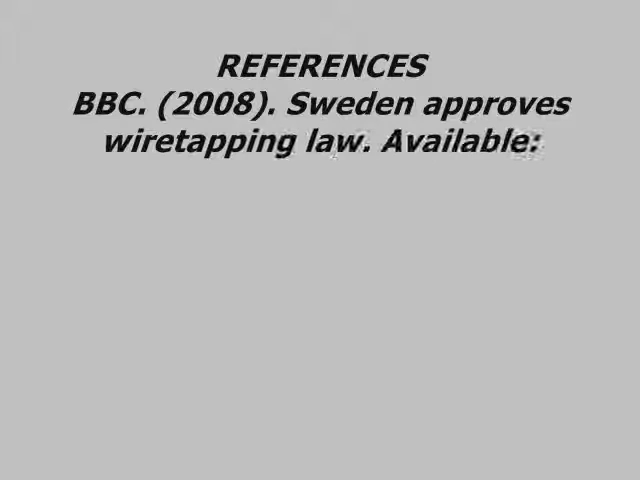 REFERENCES
BBC. (2008). Sweden approves
wiretapping law. Available: